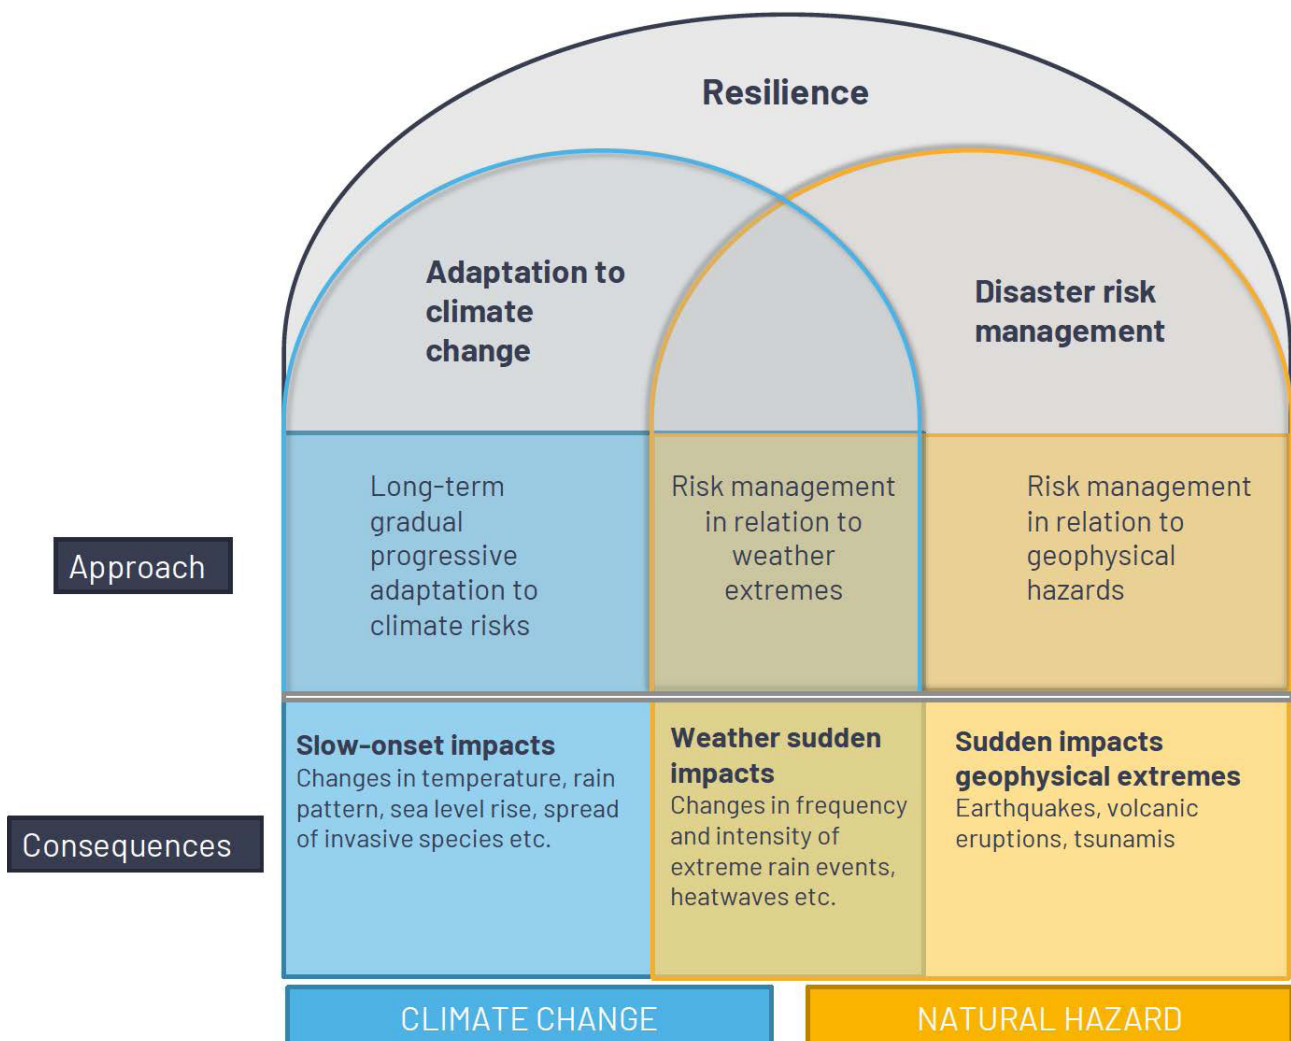 Resilience
Adaptation to
climate
change
Disaster risk
management
Approach
Long-term
gradual
progressive
adaptation to
climate risks
Risk management
in relation to
weather
extremes
Risk management
in relation to
geophysical
hazards
Consequences
Slow-onset impacts
Changes in temperature, rain
pattern, sea level rise, spread
of invasive species etc.
Weather sudden
impacts
Changes in frequency
and intensity of
extreme rain events,
heatwaves etc.
Sudden impacts
geophysical extremes
Earthquakes, volcanic
eruptions, tsunamis
CLIMATE CHANGE
NATURAL HAZARD